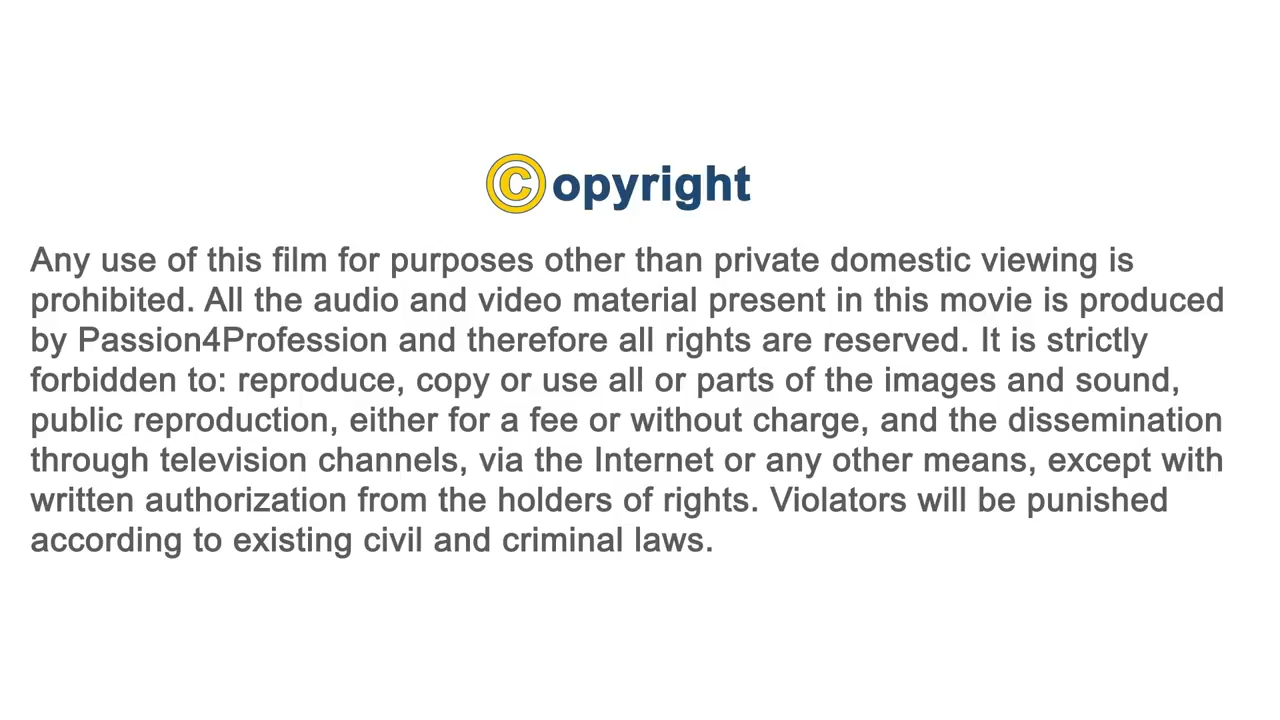 ©opyright
Any use of this film for purposes other than private domestic viewing is
prohibited. All the audio and video material present in this movie is produced
by Passion4Profession and therefore all rights are reserved. It is strictly
forbidden to: reproduce, copy or use all or parts of the images and sound,
public reproduction, either for a fee or without charge, and the dissemination
through television channels, via the Internet or any other means, except with
written authorization from the holders of rights. Violators will be punished
according to existing civil and criminal laws.